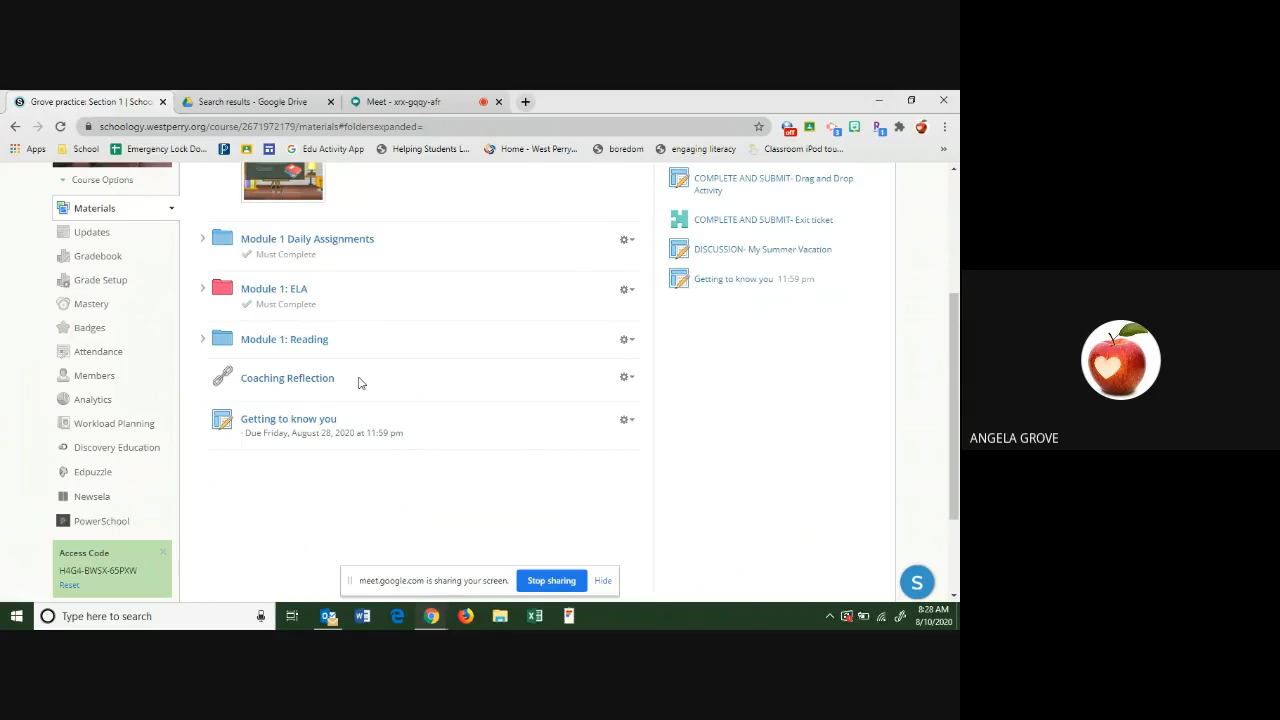 Grove practice: Section 1 | Schoo
Search results - Google Drive
Meet - xrx-gqqy-afr
schoology.westperry.org/course/2671972179/materials#foldersexpanded=
off
3
1
Apps
School
Emergency Lock Do...
Edu Activity App
Helping Students L...
Home - West Perry...
boredom
engaging literacy
Classroom iPod tou...
»
Course Options
Materials
Updates
Gradebook
Grade Setup
Mastery
Badges
Attendance
Members
Analytics
Workload Planning
Discovery Education
Edpuzzle
Newsela
PowerSchool
Access Code
H4G4-BWSX-65PXW
Reset
Module 1 Daily Assignments
Must Complete
Module 1: ELA
Must Complete
Module 1: Reading
Coaching Reflection
Getting to know you
· Due Friday, August 28, 2020 at 11:59 pm
COMPLETE AND SUBMIT- Drag and Drop
Activity
COMPLETE AND SUBMIT- Exit ticket
DISCUSSION- My Summer Vacation
Getting to know you 11:59 pm
meet.google.com is sharing your screen.
Stop sharing
Hide
S
ANGELA GROVE
Type here to search
8:28 AM
8/10/2020